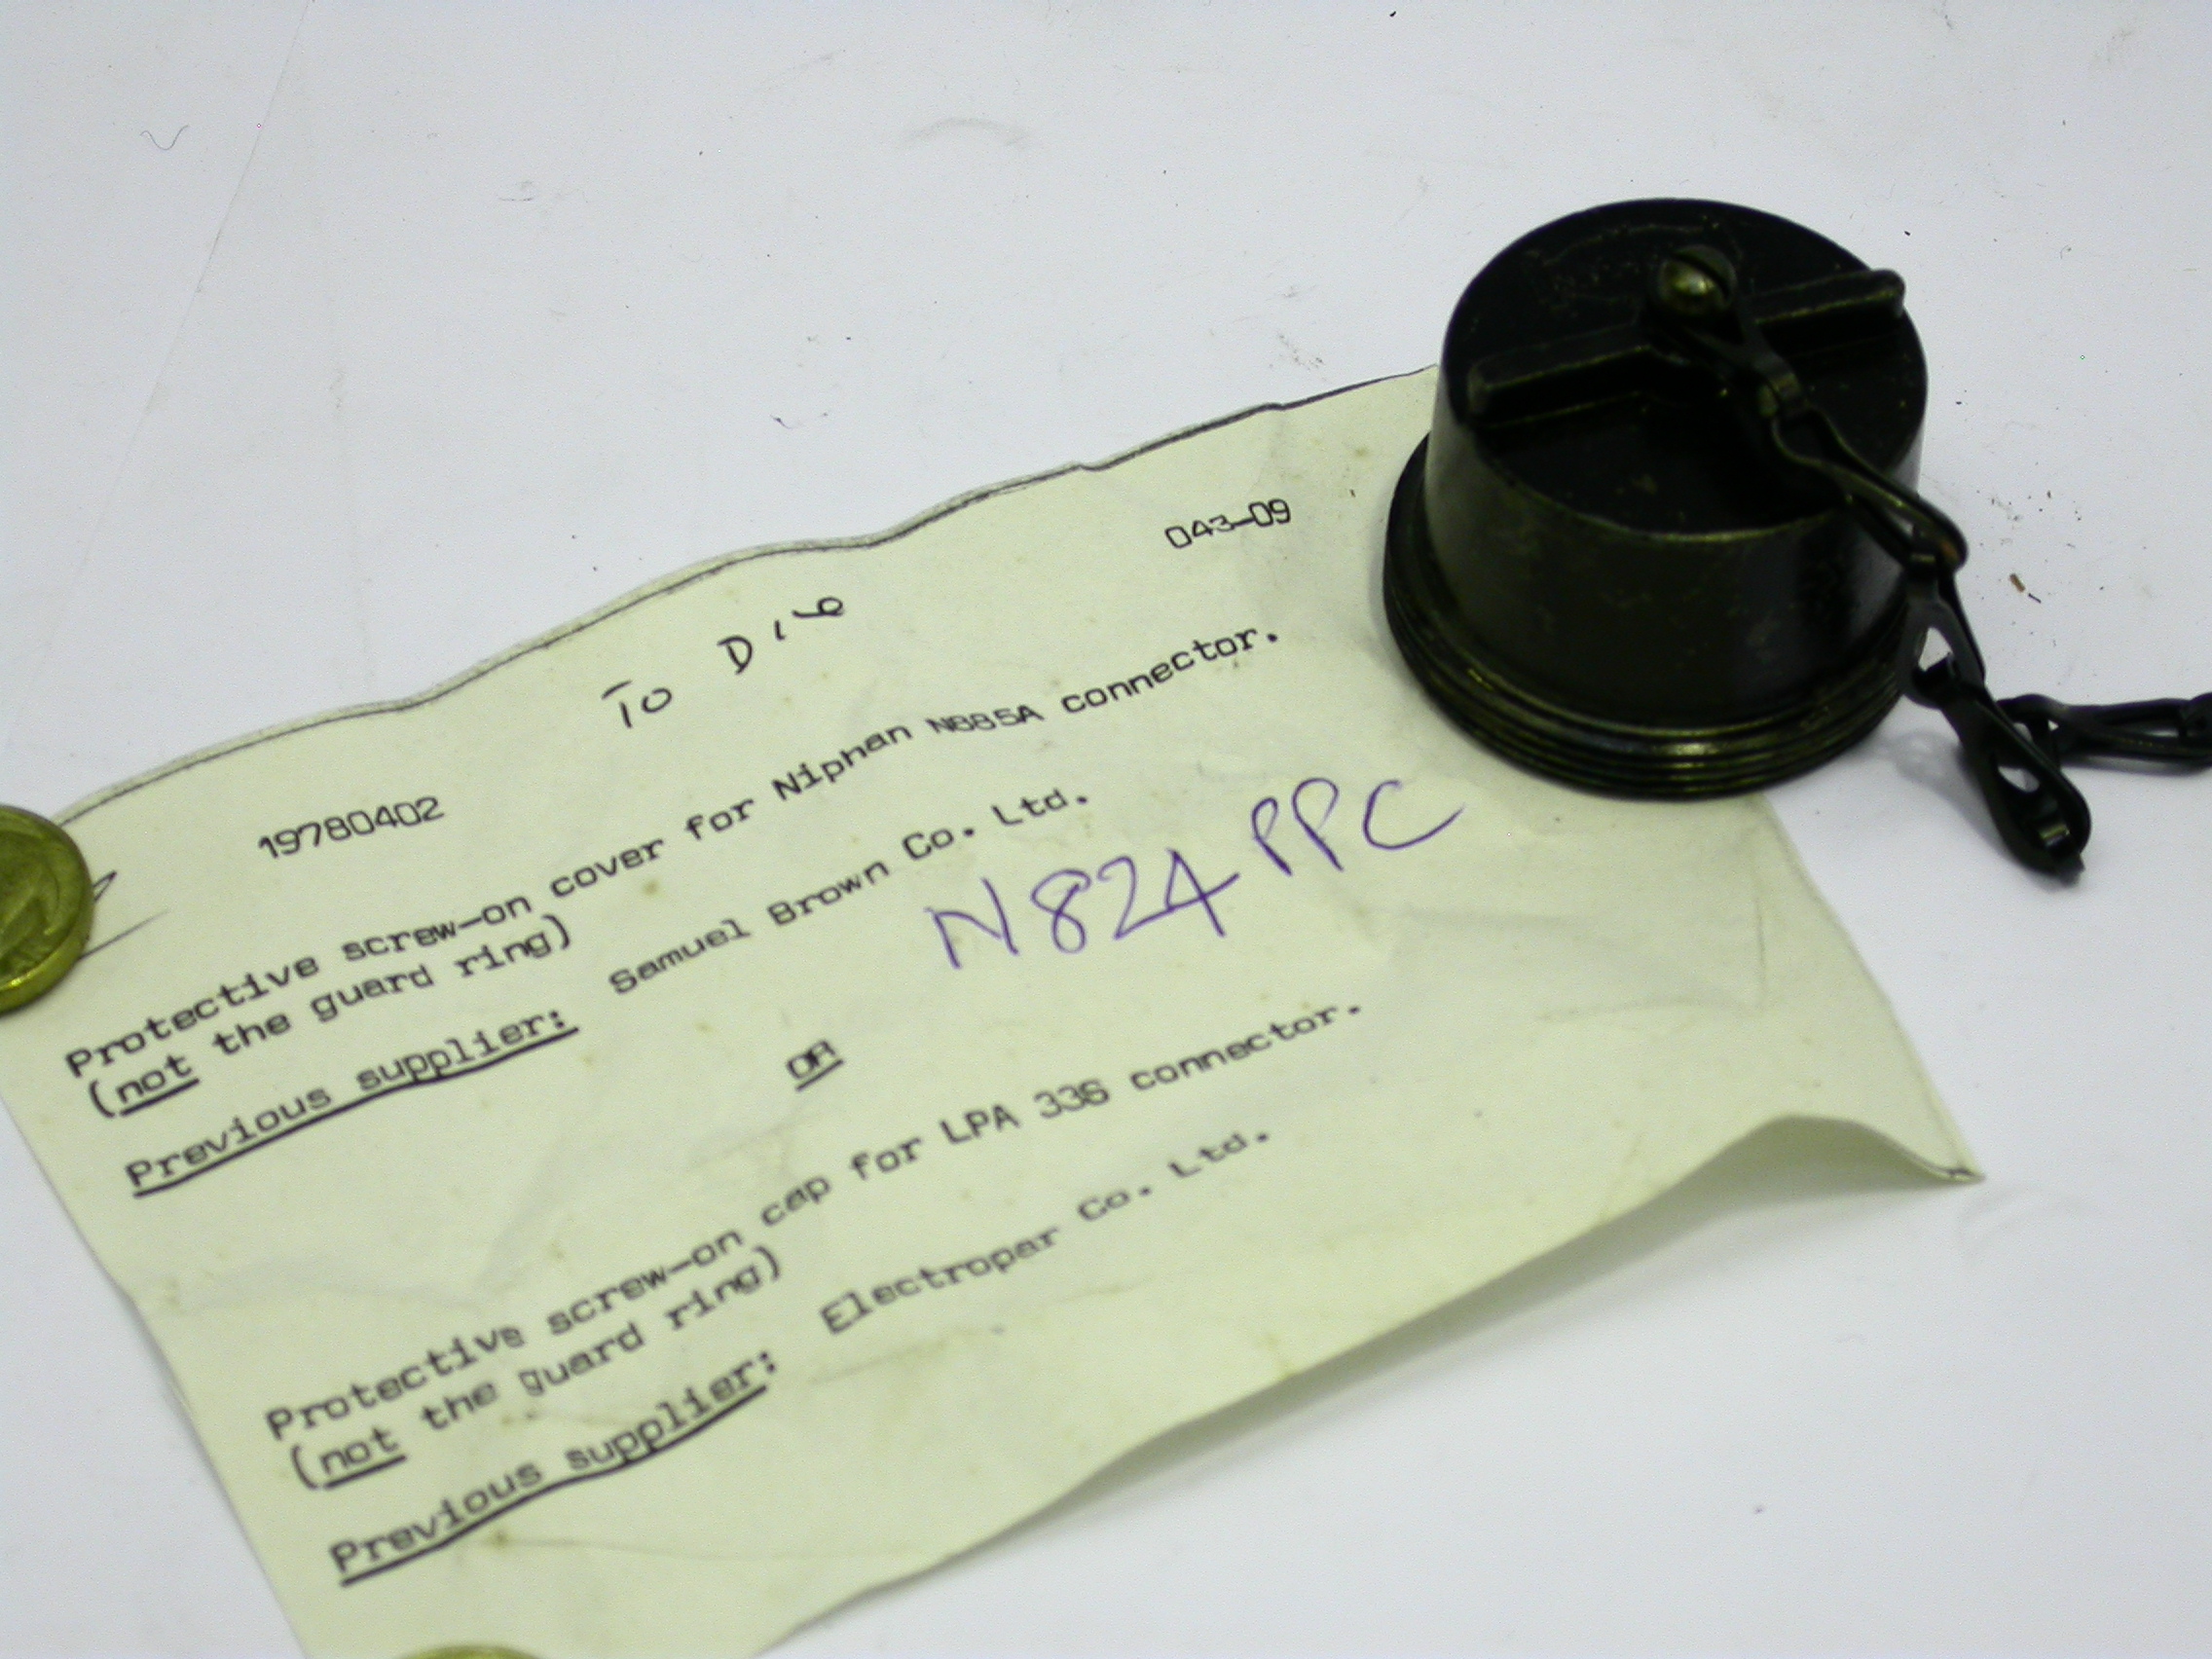 043-09
To D16
19780402
Protective screw-on cover for Niphan N885A connector.
(not the guard ring)
Previous supplier: Samuel Brown Co. Ltd.
N824PPC
OR
Protective screw-on cap for LPA 336 connector.
(not the guard ring)
Previous supplier: Electropar Co. Ltd.